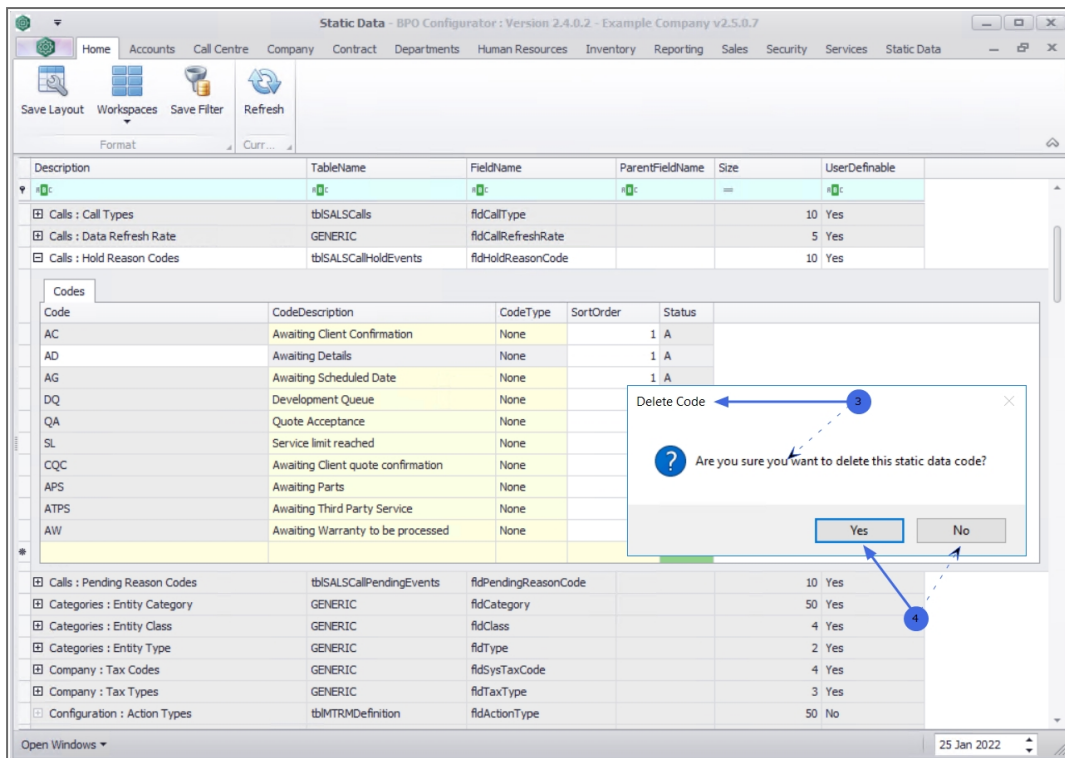 Static Data - BPO Configurator : Version 2.4.0.2 - Example Company v2.5.0.7
Home Accounts Call Centre Company Contract Departments Human Resources Inventory Reporting Sales Security Services Static Data
Save Layout Workspaces Save Filter Refresh
Format Curr...
Description TableName FieldName ParentFieldName Size UserDefinable
Calls : Call Types tblSALSCalls fldCallType 10 Yes
Calls : Data Refresh Rate GENERIC fldCallRefreshRate 5 Yes
Calls : Hold Reason Codes tblSALSCallHoldEvents fldHoldReasonCode 10 Yes
Codes
Code CodeDescription CodeType SortOrder Status
AC Awaiting Client Confirmation None 1 A
AD Awaiting Details None 1 A
AG Awaiting Scheduled Date None 1 A
DQ Development Queue None
QA Quote Acceptance None
SL Service limit reached None
CQC Awaiting Client quote confirmation None
APS Awaiting Parts None
ATPS Awaiting Third Party Service None
AW Awaiting Warranty to be processed None
Delete Code 3
Are you sure you want to delete this static data code?
Yes No
4
Calls : Pending Reason Codes tblSALSCallPendingEvents fldPendingReasonCode 10 Yes
Categories : Entity Category GENERIC fldCategory 50 Yes
Categories : Entity Class GENERIC fldClass 4 Yes
Categories : Entity Type GENERIC fldType 2 Yes
Company : Tax Codes GENERIC fldSysTaxCode 4 Yes
Company : Tax Types GENERIC fldTaxType 3 Yes
Configuration : Action Types tblMTRMDefinition fldActionType 50 No
Open Windows 25 Jan 2022